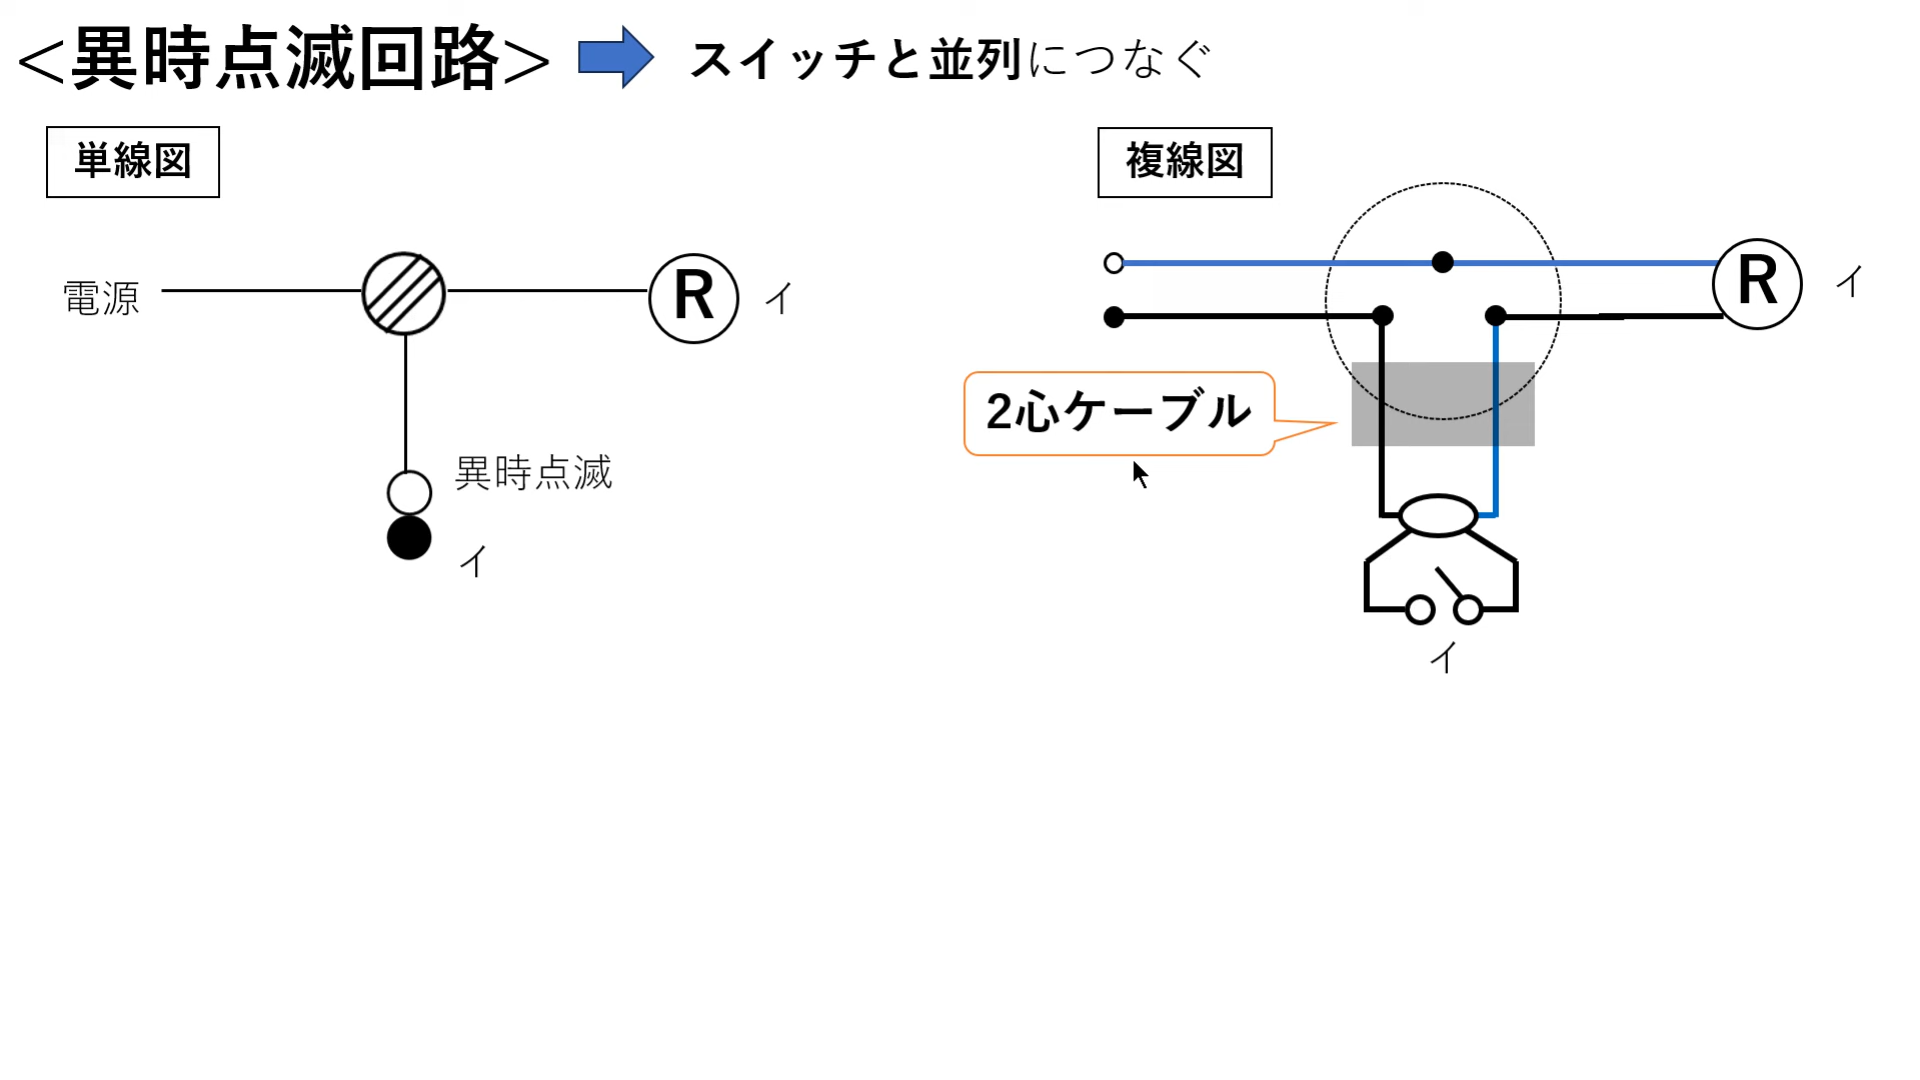 <異時点滅回路> スイッチと並列につなぐ
単線図
複線図
電源
R
イ
異時点滅
イ
R
イ
2心ケーブル
イ